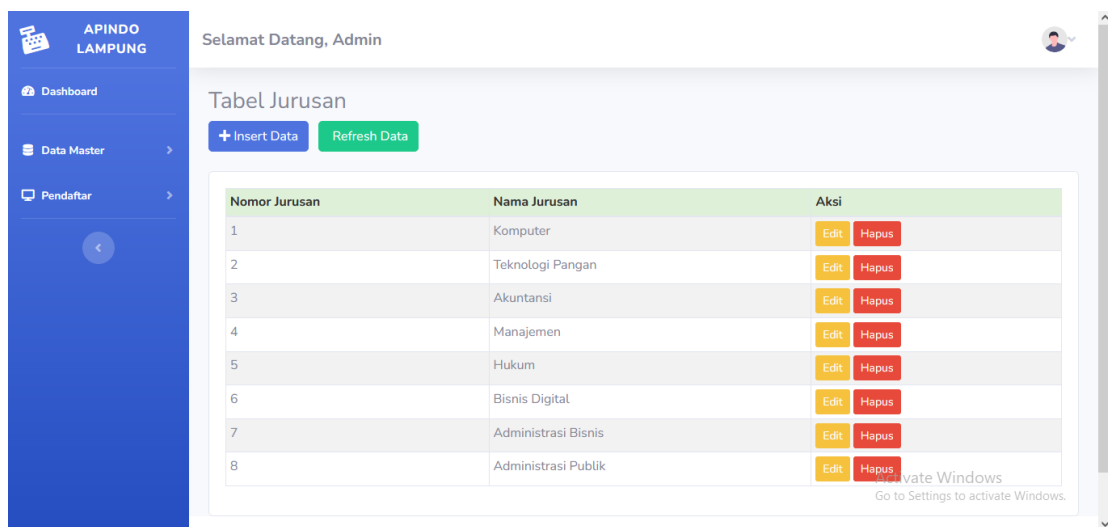 APINDO
LAMPUNG
Selamat Datang, Admin
Dashboard
Data Master
Pendaftar
Tabel Jurusan
Insert Data Refresh Data
Nomor Jurusan Nama Jurusan Aksi
1 Komputer Edit Hapus
2 Teknologi Pangan Edit Hapus
3 Akuntansi Edit Hapus
4 Manajemen Edit Hapus
5 Hukum Edit Hapus
6 Bisnis Digital Edit Hapus
7 Administrasi Bisnis Edit Hapus
8 Administrasi Publik Edit Hapus
Activate Windows
Go to Settings to activate Windows.